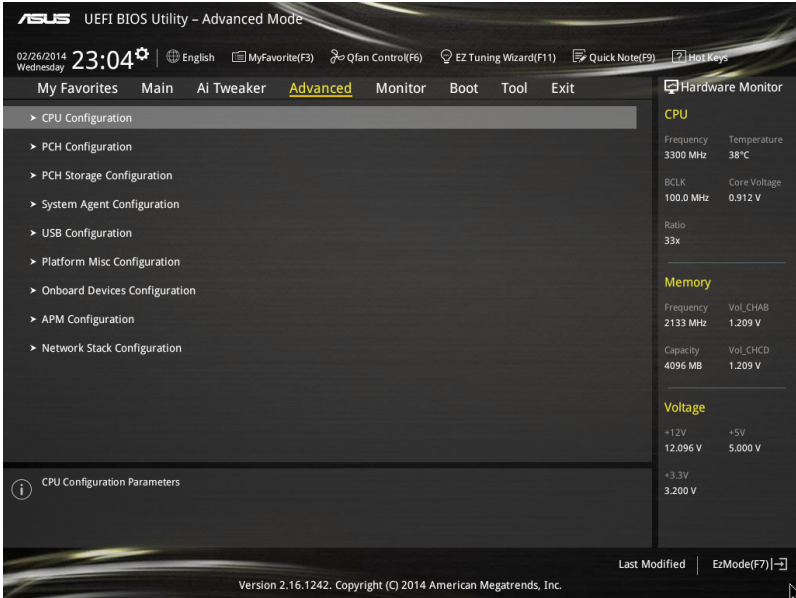 ASUS UEFI BIOS Utility – Advanced Mode
02/26/2014 Wednesday 23:04 English MyFavorite(F3) Qfan Control(F6) EZ Tuning Wizard(F11) Quick Note(F9) ? Hot Keys
My Favorites Main Ai Tweaker Advanced Monitor Boot Tool Exit
> CPU Configuration
> PCH Configuration
> PCH Storage Configuration
> System Agent Configuration
> USB Configuration
> Platform Misc Configuration
> Onboard Devices Configuration
> APM Configuration
> Network Stack Configuration
i CPU Configuration Parameters
Hardware Monitor
CPU
Frequency Temperature
3300 MHz 38°C
BCLK Core Voltage
100.0 MHz 0.912 V
Ratio
33x
Memory
Frequency Vol_CHAB
2133 MHz 1.209 V
Capacity Vol_CHCD
4096 MB 1.209 V
Voltage
+12V +5V
12.096 V 5.000 V
+3.3V
3.200 V
Last Modified EzMode(F7)
Version 2.16.1242. Copyright (C) 2014 American Megatrends, Inc.